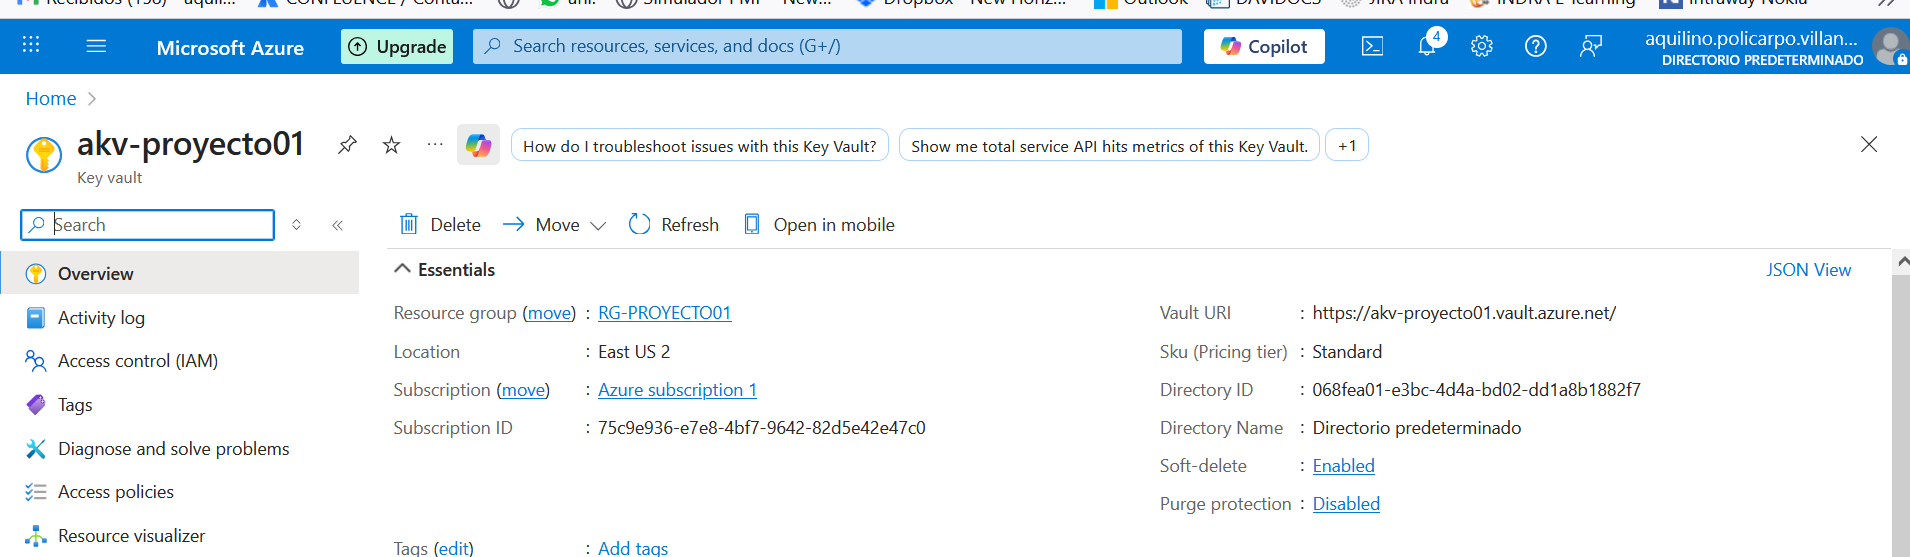 Microsoft Azure
Upgrade
Search resources, services, and docs (G+/)
Copilot
4
aquilino.policarpo.villan...
DIRECTORIO PREDETERMINADO
Home
akv-proyecto01
Key vault
How do I troubleshoot issues with this Key Vault?
Show me total service API hits metrics of this Key Vault.
+1
Search
Delete
Move
Refresh
Open in mobile
Overview
Activity log
Access control (IAM)
Tags
Diagnose and solve problems
Access policies
Resource visualizer
Essentials
JSON View
Resource group (move) : RG-PROYECTO01
Location : East US 2
Subscription (move) : Azure subscription 1
Subscription ID : 75c9e936-e7e8-4bf7-9642-82d5e42e47c0
Vault URI : https://akv-proyecto01.vault.azure.net/
Sku (Pricing tier) : Standard
Directory ID : 068fea01-e3bc-4d4a-bd02-dd1a8b1882f7
Directory Name : Directorio predeterminado
Soft-delete : Enabled
Purge protection : Disabled
Tags (edit) : Add tags